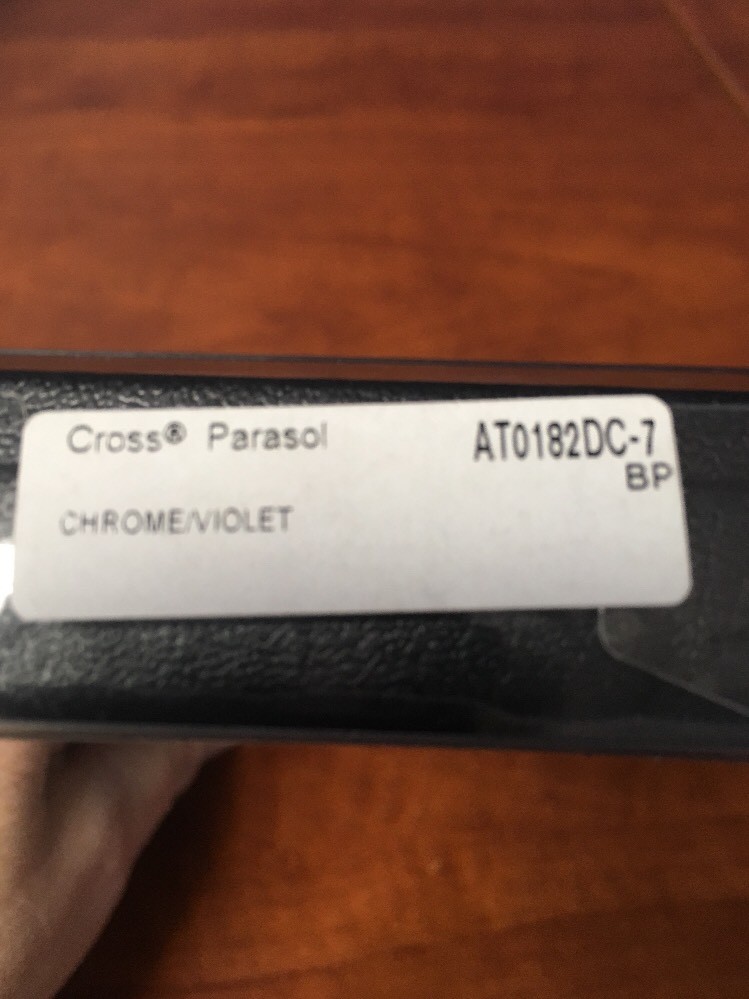 Cross® Parasol AT0182DC-7
BP
CHROME/VIOLET